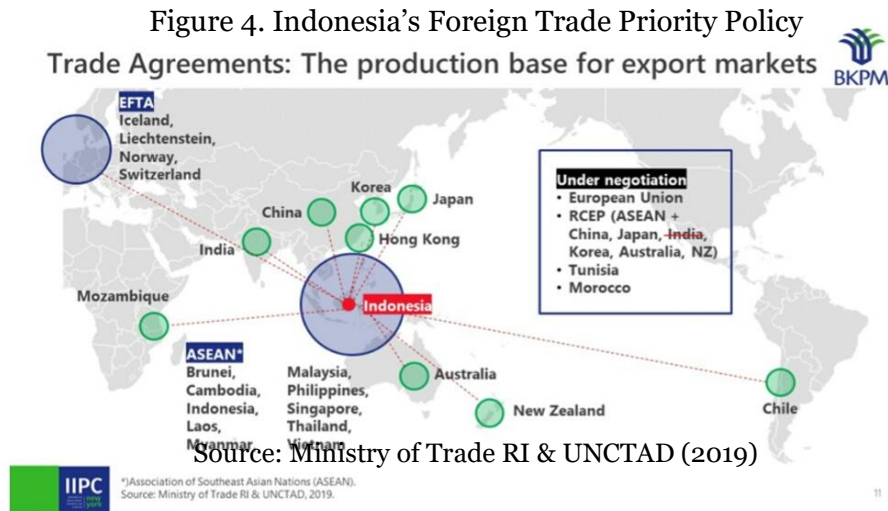 Figure 4. Indonesia's Foreign Trade Priority Policy
Trade Agreements: The production base for export markets
BKPM
EFTA
Iceland,
Liechtenstein,
Norway,
Switzerland
Korea
Japan
China
Hong Kong
India
Mozambique
Indonesia
Under negotiation
• European Union
• RCEP (ASEAN +
China, Japan, India,
Korea, Australia, NZ)
• Tunisia
• Morocco
ASEAN*
Brunei,
Cambodia,
Indonesia,
Laos,
Myanmar,
Malaysia,
Philippines,
Singapore,
Thailand,
Vietnam
Australia
New Zealand
Chile
Source: Ministry of Trade RI & UNCTAD (2019)
IIPC
new
york
*)Association of Southeast Asian Nations (ASEAN).
Source: Ministry of Trade RI & UNCTAD, 2019.
11